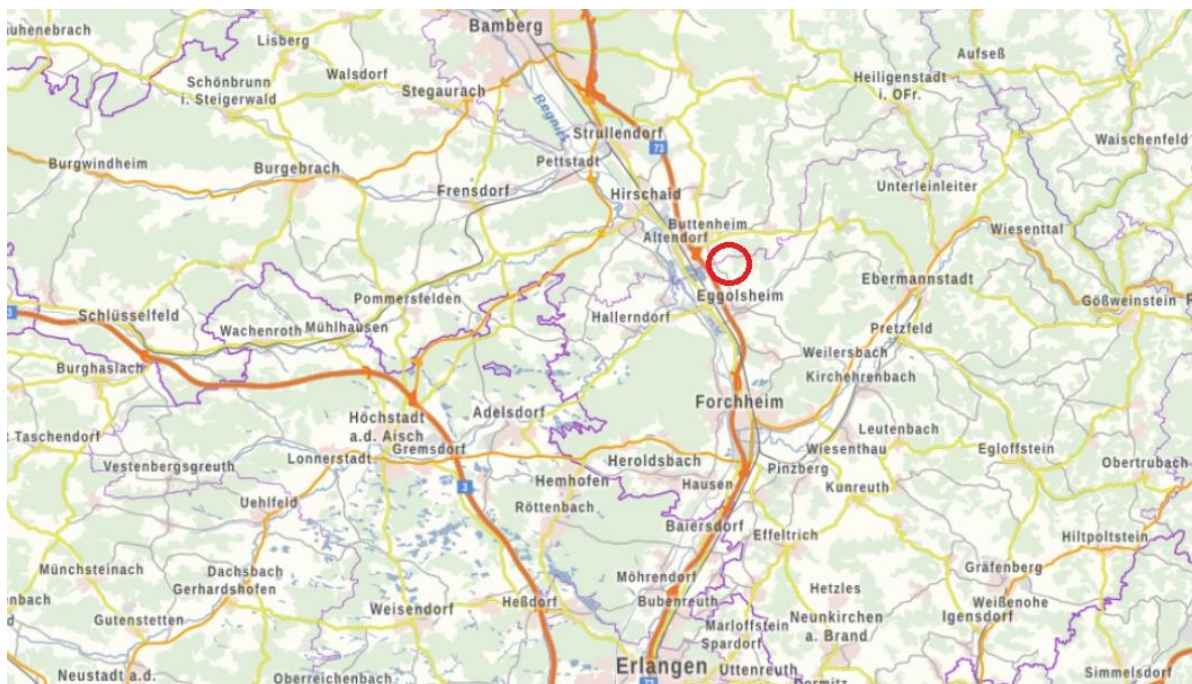 Bamberg
Aufseß
Lisberg
Walsdorf
Heiligenstadt
i. OFr.
Schönbrunn
i. Steigerwald
Stegaurach
Regnitz
Strullendorf
73
Waischenfeld
Burgwindheim
Burgebrach
Pettstadt
Unterleinleiter
Frensdorf
Hirschaid
Buttenheim
Altendorf
Wiesenttal
Ebermannstadt
Eggolsheim
Gößweinstein
Pommersfelden
Hallerndorf
Schlüsselfeld
Wachenroth
Mühlhausen
Pretzfeld
Weilersbach
Burghaslach
Kirchehrenbach
Forchheim
Höchstadt
a.d. Aisch
Adelsdorf
Leutenbach
Taschendorf
Gremsdorf
Wiesenthau
Egloffstein
Vestenbergsgreuth
Lonnerstadt
Heroldsbach
Pinzberg
Obertrubach
Hemhofen
Hausen
Kunreuth
3
Uehlfeld
Röttenbach
Baiersdorf
Effeltrich
Hiltpoltstein
Münchsteinach
Dachsbach
Gerhardshofen
Möhrendorf
Bubenreuth
Hetzles
Gräfenberg
Weißenohe
Igensdorf
Gutenstetten
Weisendorf
Heßdorf
Marloffstein
Spardorf
Neunkirchen
a. Brand
Erlangen
Uttenreuth
Neustadt a.d.
Oberreichenbach
Simmelsdorf